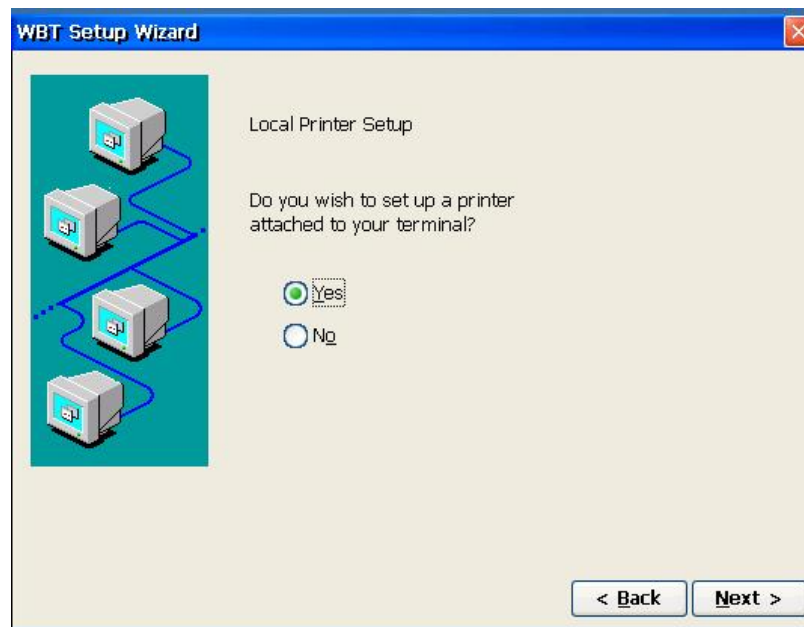 WBT Setup Wizard
Local Printer Setup
Do you wish to set up a printer
attached to your terminal?
Yes
No
< Back
Next >